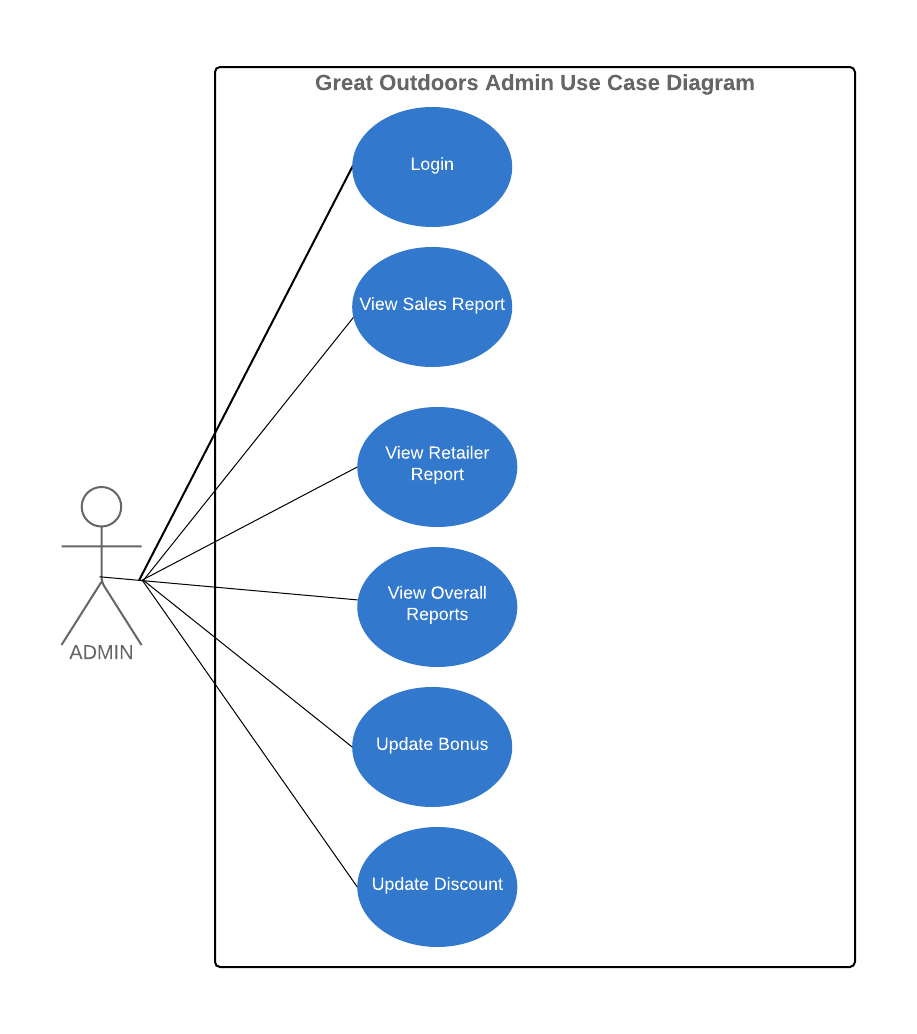 Great Outdoors Admin Use Case Diagram
Login
View Sales Report
View Retailer
Report
View Overall
Reports
ADMIN
Update Bonus
Update Discount